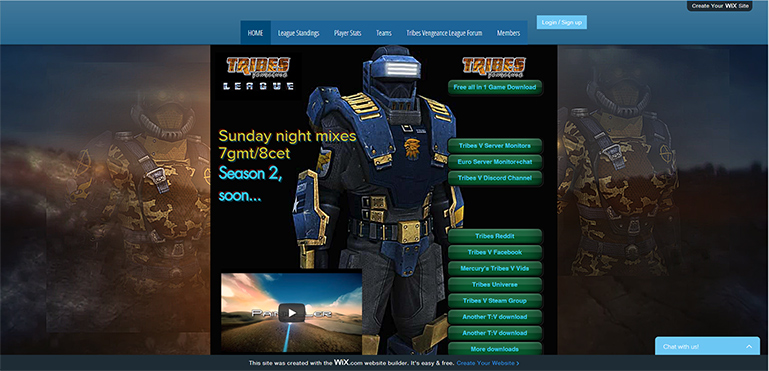 Create Your WiX Site
HOME
League Standings
Player Stats
Teams
Tribes Vengeance League Forum
Members
Login / Sign up
TRIBES
LEAGUE
TRIBES
Free all in 1 Game Download
Sunday night mixes
7gmt/8cet
Season 2,
soon...
Tribes V Server Monitors
Euro Server Monitor+chat
Tribes V Discord Channel
Tribes Reddit
Tribes V Facebook
Mercury's Tribes V Vids
Tribes Universe
Tribes V Steam Group
Another T:V download
Another T:V download
More downloads
Chat with us!
This site was created with the WiX.com website builder. It's easy & free. Create Your Website >